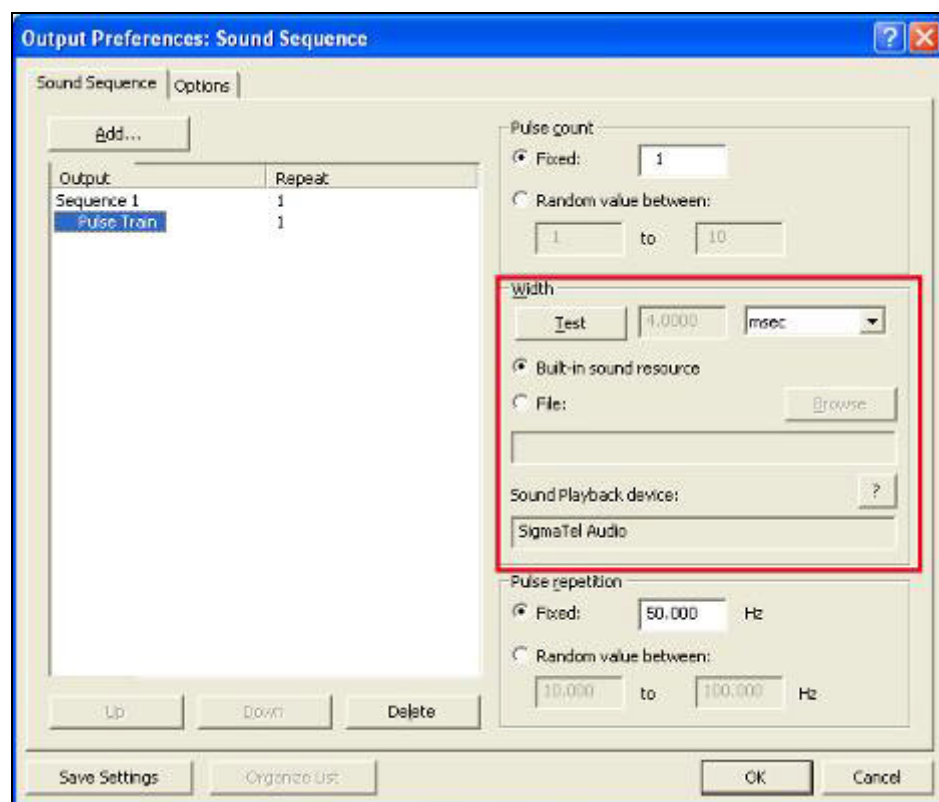 Output Preferences: Sound Sequence
?
Sound Sequence
Options
Add...
Output Repeat
Sequence 1 1
Pulse Train 1
Up
Down
Delete
Pulse count
Fixed: 1
Random value between:
1 to 10
Width
Test 4.0000 msec
Built-in sound resource
File: Browse
Sound Playback device: ?
SigmaTel Audio
Pulse repetition
Fixed: 50.000 Hz
Random value between:
10.000 to 100.000 Hz
Save Settings
Organize List
OK
Cancel